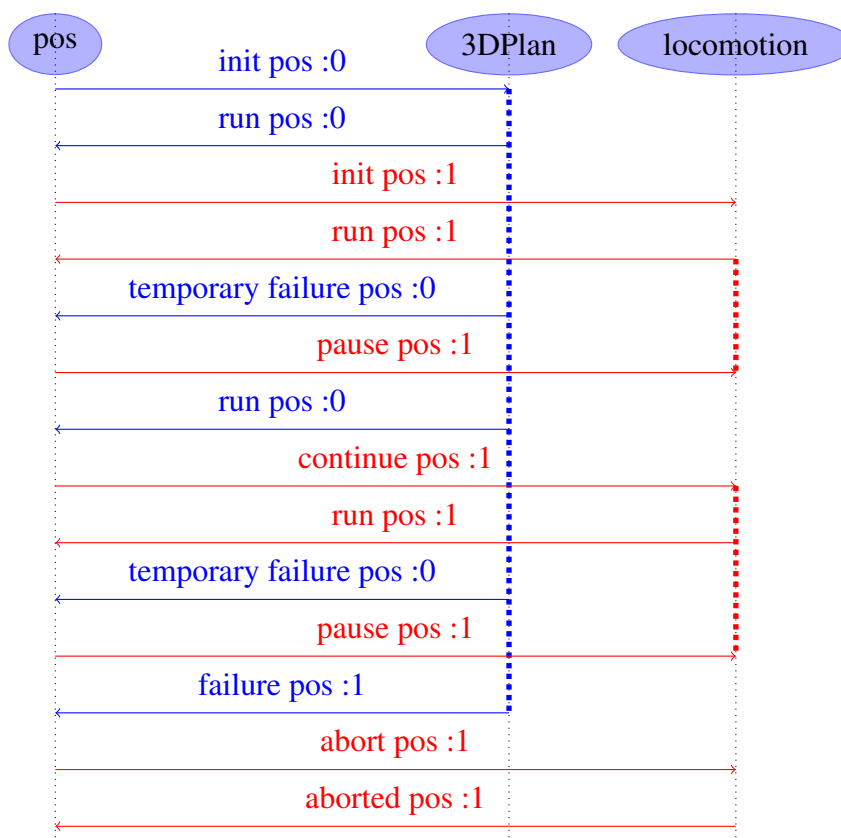 pos 3DPlan locomotion
init pos :0
run pos :0
init pos :1
run pos :1
temporary failure pos :0
pause pos :1
run pos :0
continue pos :1
run pos :1
temporary failure pos :0
pause pos :1
failure pos :1
abort pos :1
aborted pos :1